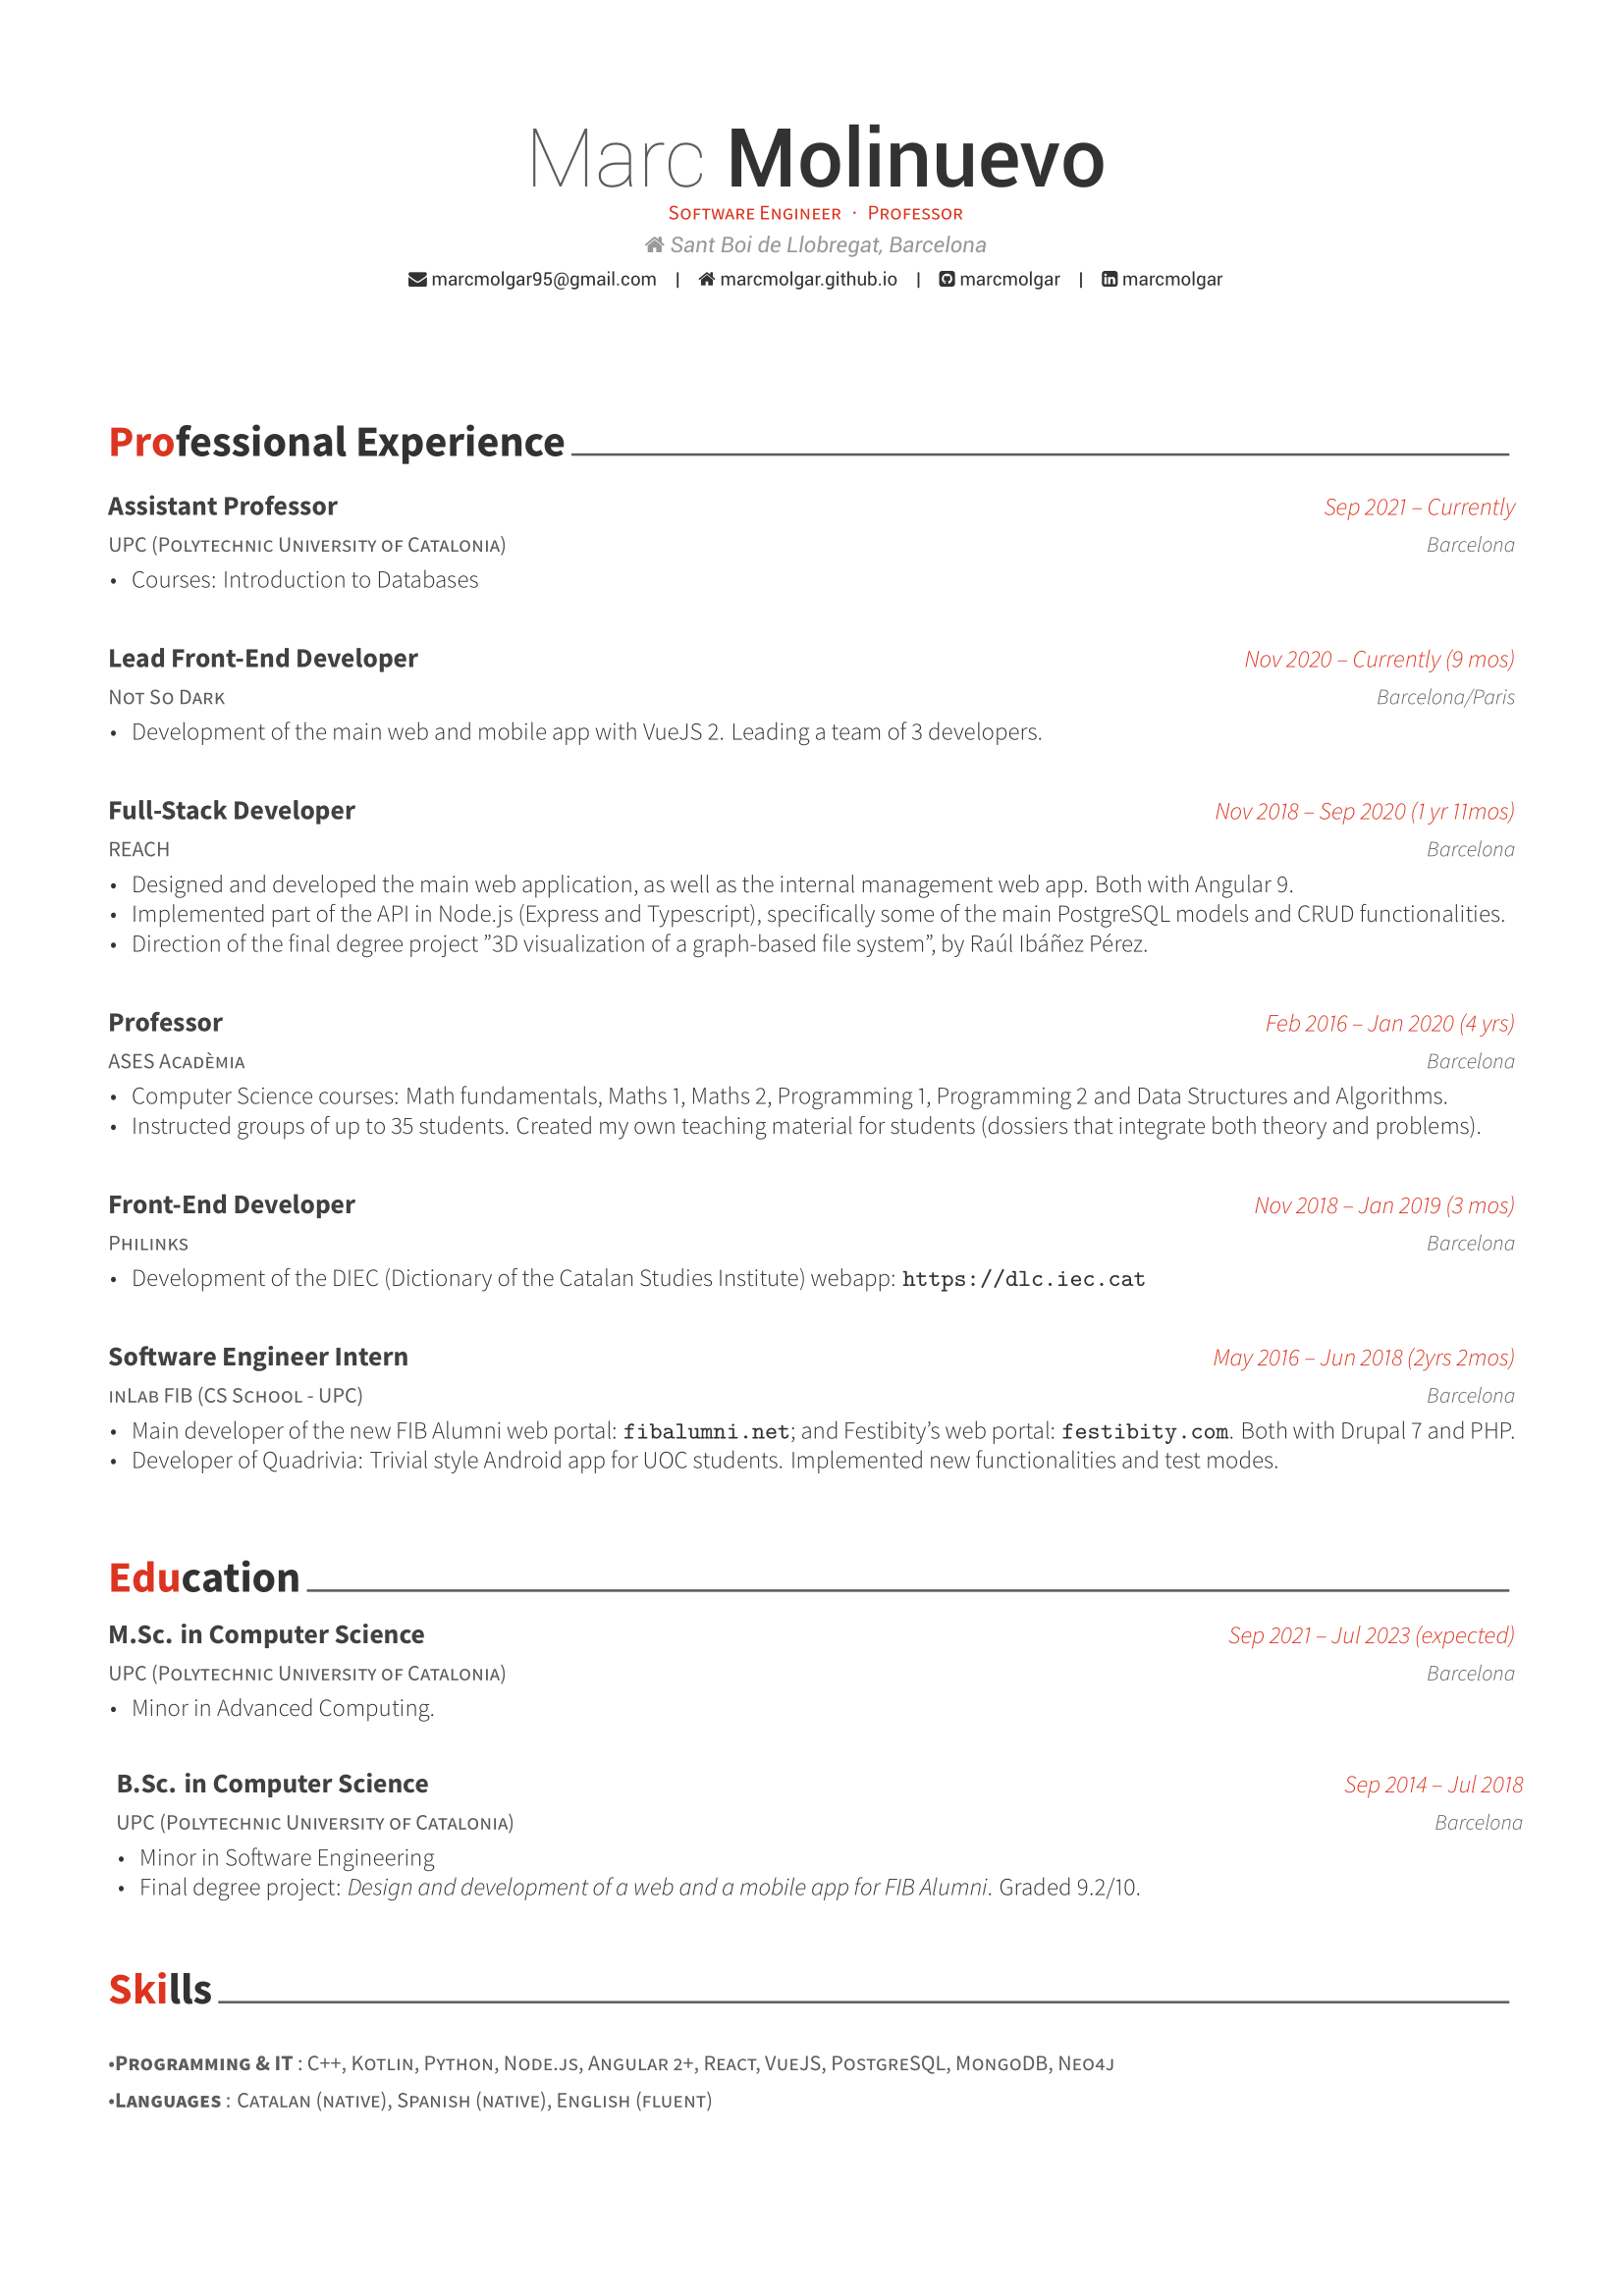 Marc Molinuevo
Software Engineer · Professor
Sant Boi de Llobregat, Barcelona
marcmolgar95@gmail.com | marcmolgar.github.io | marcmolgar | marcmolgar
Professional Experience
Assistant Professor Sep 2021 – Currently
UPC (Polytechnic University of Catalonia) Barcelona
• Courses: Introduction to Databases
Lead Front-End Developer Nov 2020 – Currently (9 mos)
Not So Dark Barcelona/Paris
• Development of the main web and mobile app with VueJS 2. Leading a team of 3 developers.
Full-Stack Developer Nov 2018 – Sep 2020 (1 yr 11mos)
REACH Barcelona
• Designed and developed the main web application, as well as the internal management web app. Both with Angular 9.
• Implemented part of the API in Node.js (Express and Typescript), specifically some of the main PostgreSQL models and CRUD functionalities.
• Direction of the final degree project ”3D visualization of a graph-based file system”, by Raúl Ibáñez Pérez.
Professor Feb 2016 – Jan 2020 (4 yrs)
ASES Acadèmia Barcelona
• Computer Science courses: Math fundamentals, Maths 1, Maths 2, Programming 1, Programming 2 and Data Structures and Algorithms.
• Instructed groups of up to 35 students. Created my own teaching material for students (dossiers that integrate both theory and problems).
Front-End Developer Nov 2018 – Jan 2019 (3 mos)
Philinks Barcelona
• Development of the DIEC (Dictionary of the Catalan Studies Institute) webapp: https://dlc.iec.cat
Software Engineer Intern May 2016 – Jun 2018 (2yrs 2mos)
inLab FIB (CS School - UPC) Barcelona
• Main developer of the new FIB Alumni web portal: fibalumni.net; and Festibity’s web portal: festibity.com. Both with Drupal 7 and PHP.
• Developer of Quadrivia: Trivial style Android app for UOC students. Implemented new functionalities and test modes.
Education
M.Sc. in Computer Science Sep 2021 – Jul 2023 (expected)
UPC (Polytechnic University of Catalonia) Barcelona
• Minor in Advanced Computing.
B.Sc. in Computer Science Sep 2014 – Jul 2018
UPC (Polytechnic University of Catalonia) Barcelona
• Minor in Software Engineering
• Final degree project: Design and development of a web and a mobile app for FIB Alumni. Graded 9.2/10.
Skills
•Programming & IT : C++, Kotlin, Python, Node.js, Angular 2+, React, VueJS, PostgreSQL, MongoDB, Neo4j
•Languages : Catalan (native), Spanish (native), English (fluent)